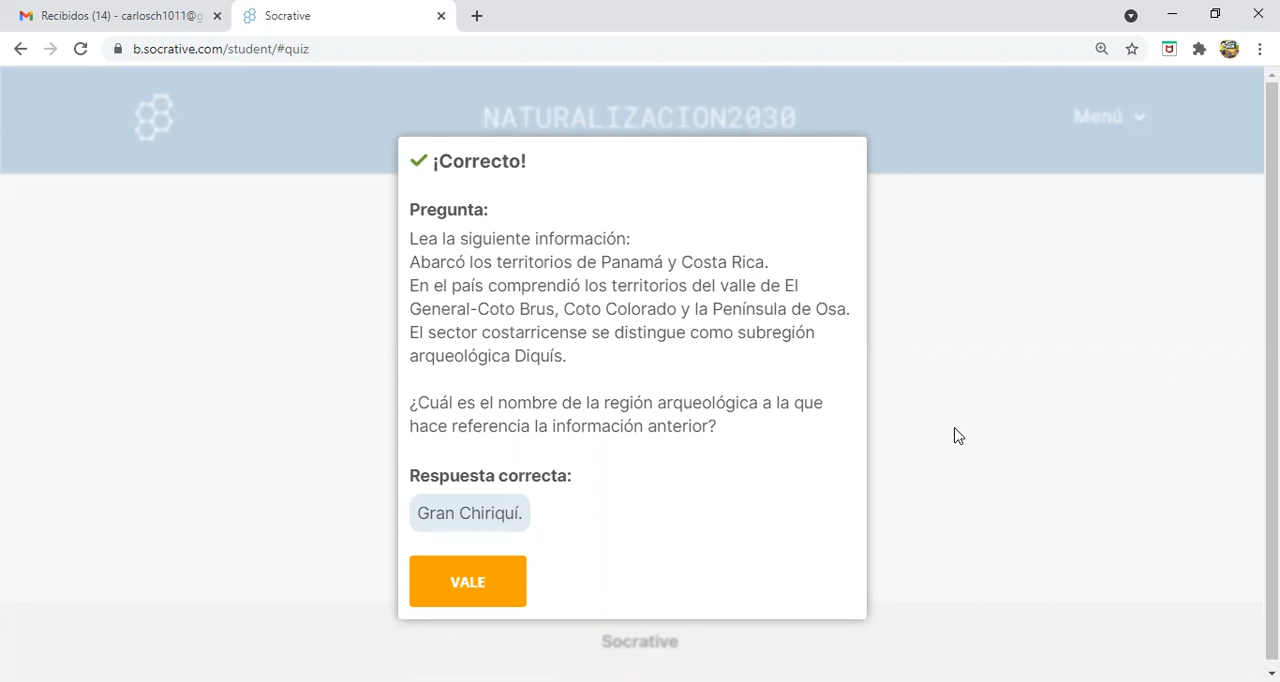 Recibidos (14) - carlosch1011@g
Socrative
b.socrative.com/student/#quiz
NATURALIZACION2030
Menú
¡Correcto!
Pregunta:
Lea la siguiente información:
Abarcó los territorios de Panamá y Costa Rica.
En el país comprendió los territorios del valle de El
General-Coto Brus, Coto Colorado y la Península de Osa.
El sector costarricense se distingue como subregión
arqueológica Diquís.
¿Cuál es el nombre de la región arqueológica a la que
hace referencia la información anterior?
Respuesta correcta:
Gran Chiriquí.
VALE
Socrative